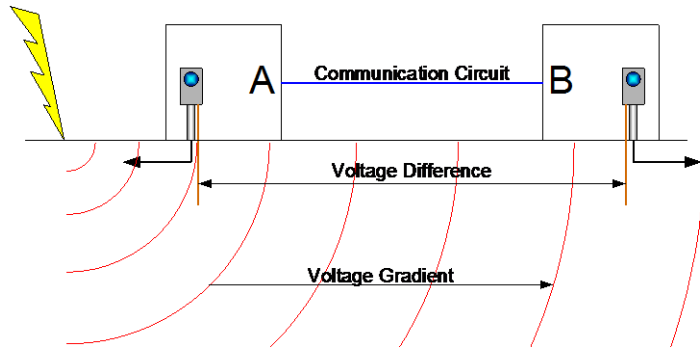 A
Communication Circuit
B
Voltage Difference
Voltage Gradient